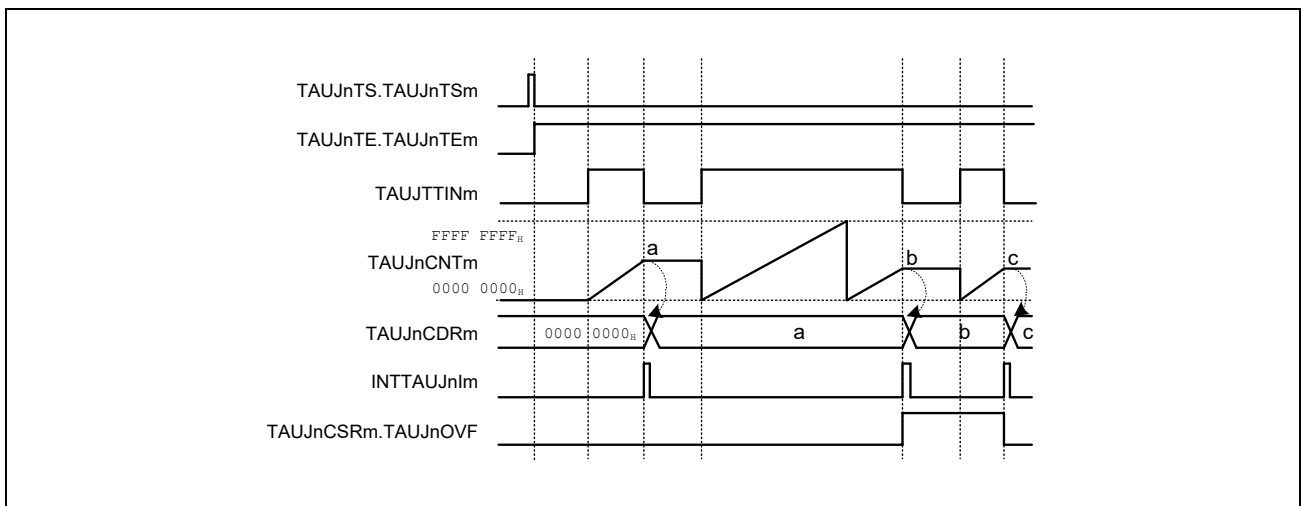 TAUJnTS.TAUJnTSm
TAUJnTE.TAUJnTEm
TAUJTTINm
FFFF FFFFH
a
b
c
TAUJnCNTm
0000 0000H
TAUJnCDRm
0000 0000H
a
b
c
INTTAUJnIm
TAUJnCSRm.TAUJnOVF